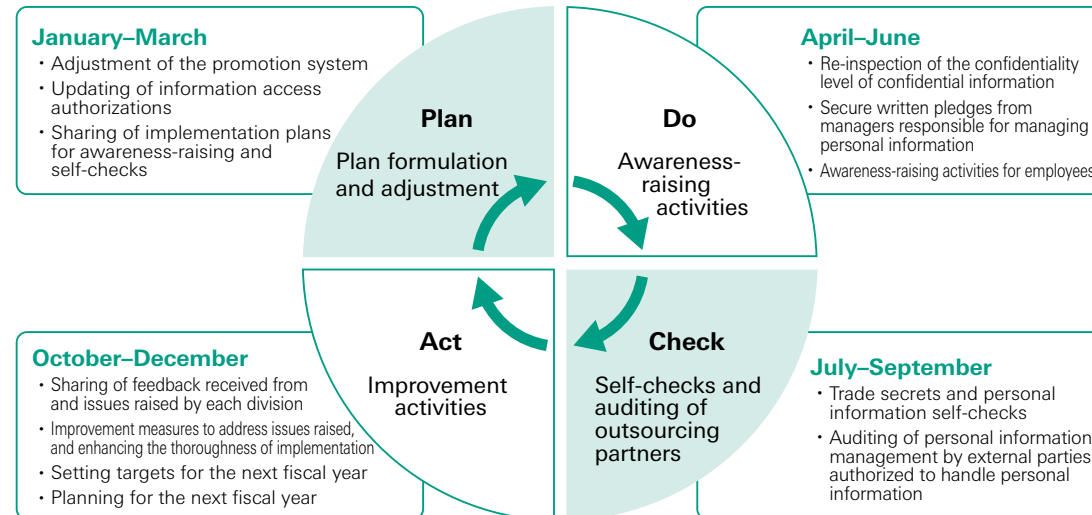 January–March
・Adjustment of the promotion system
・Updating of information access
authorizations
・Sharing of implementation plans
for awareness-raising and
self-checks
Plan
Plan formulation
and adjustment
Do
Awareness-
raising
activities
April–June
・Re-inspection of the confidentiality
level of confidential information
・Secure written pledges from
managers responsible for managing
personal information
・Awareness-raising activities for employees
October–December
・Sharing of feedback received from
and issues raised by each division
・Improvement measures to address issues raised,
and enhancing the thoroughness of implementation
・Setting targets for the next fiscal year
・Planning for the next fiscal year
Act
Improvement
activities
Check
Self-checks and
auditing of
outsourcing
partners
July–September
・Trade secrets and personal
information self-checks
・Auditing of personal information
management by external parties
authorized to handle personal
information